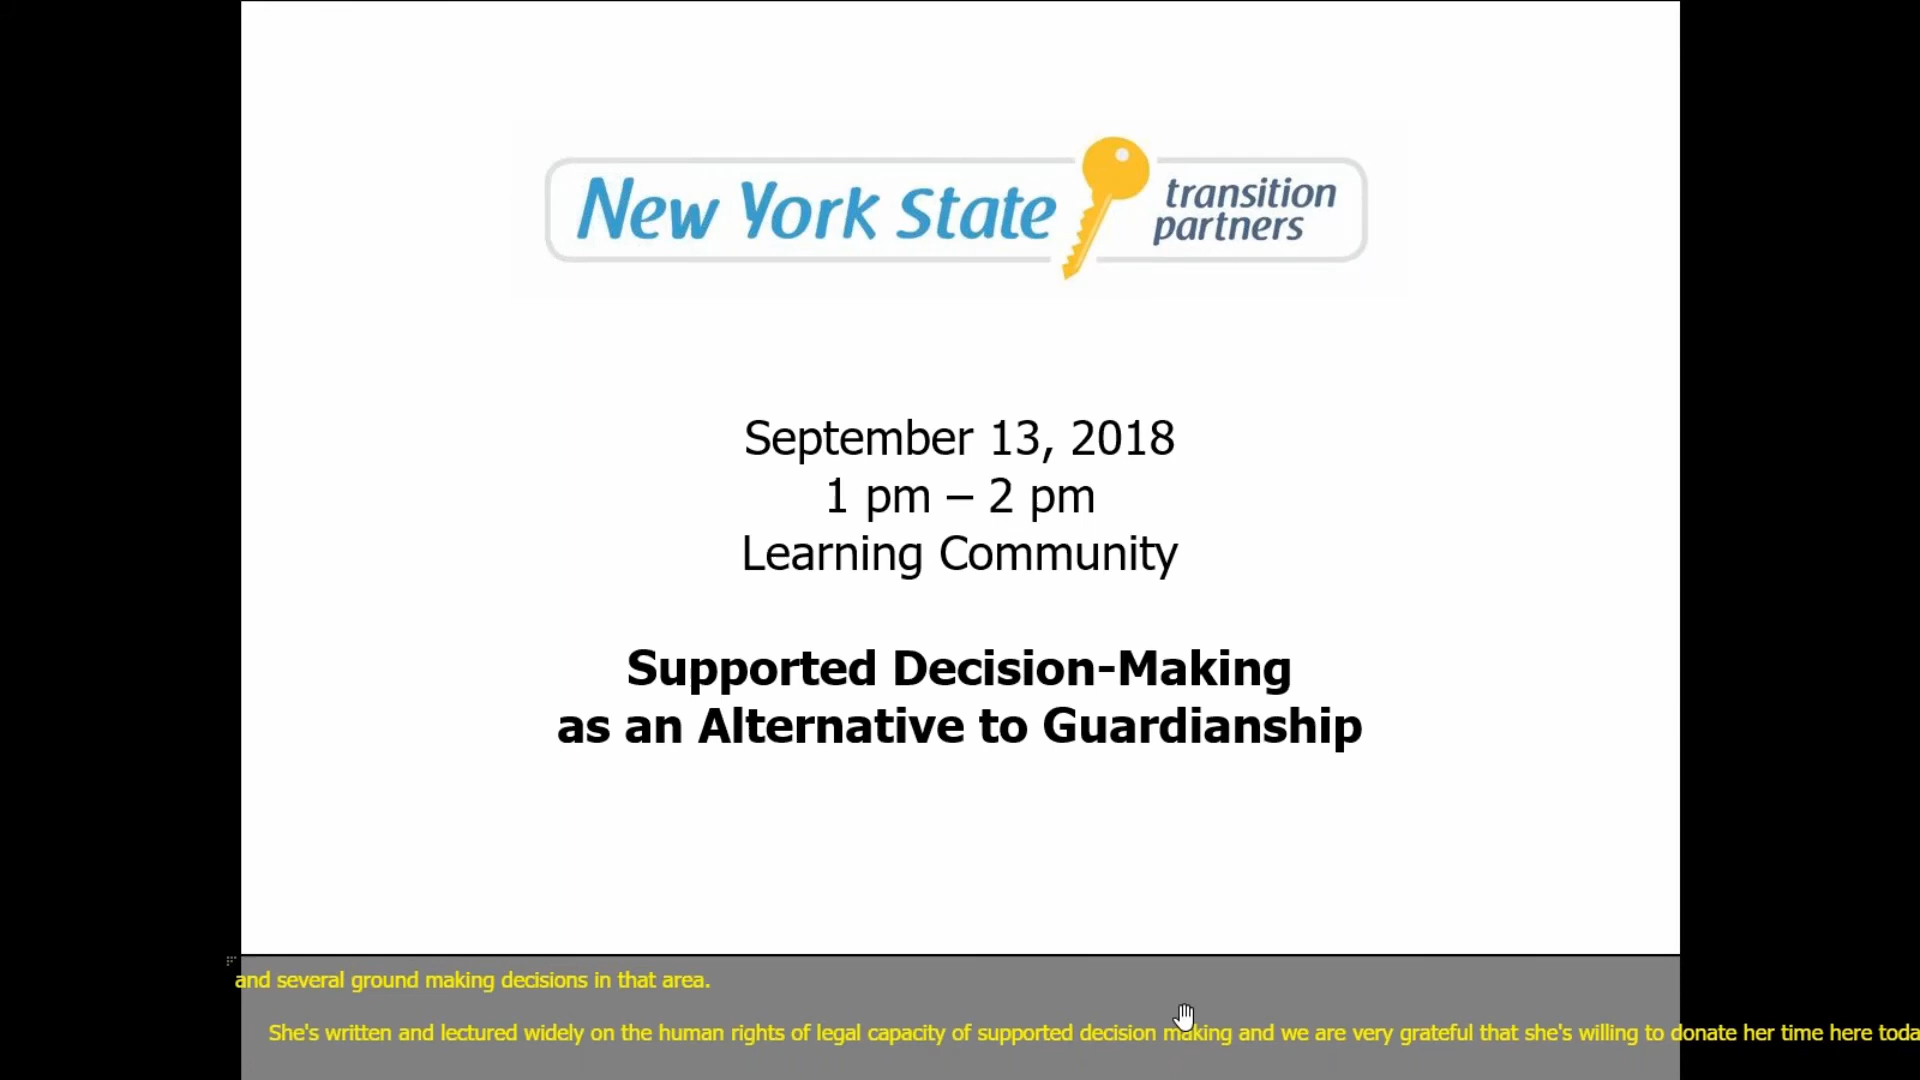 New York State
transition
partners
September 13, 2018
1 pm – 2 pm
Learning Community
Supported Decision-Making
as an Alternative to Guardianship
and several ground making decisions in that area.
She's written and lectured widely on the human rights of legal capacity of supported decision making and we are very grateful that she's willing to donate her time here toda